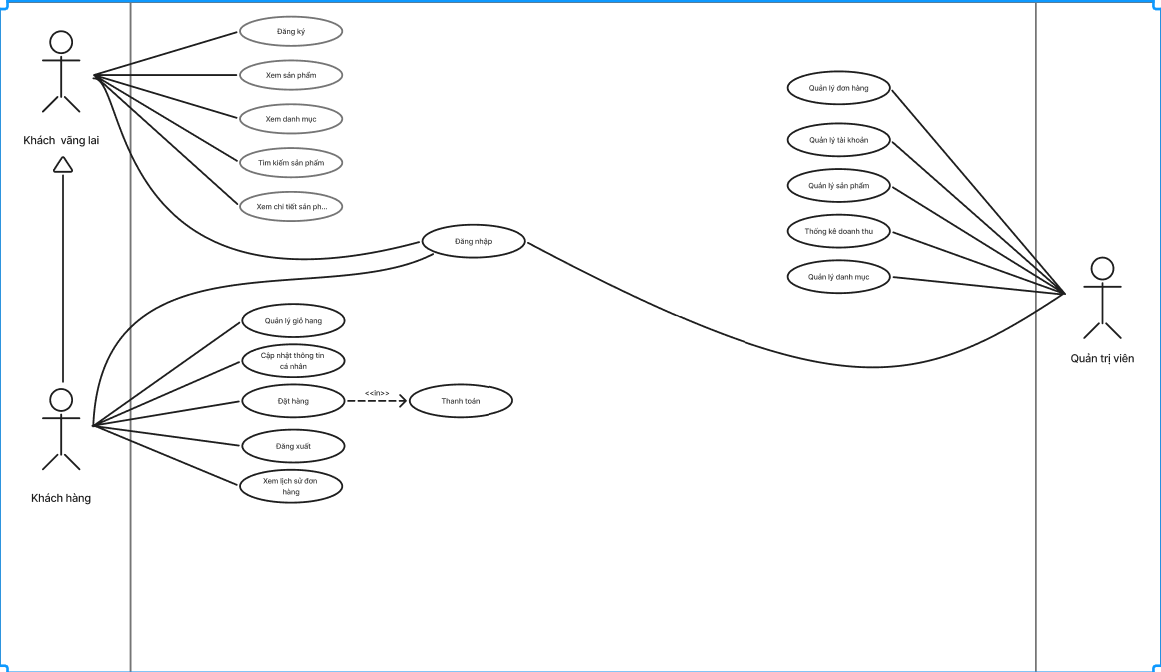 Đăng ký
Xem sản phẩm
Xem danh mục
Tìm kiếm sản phẩm
Xem chi tiết sản ph...
Khách vãng lai
Đăng nhập
Quản lý đơn hàng
Quản lý tài khoản
Quản lý sản phẩm
Thống kê doanh thu
Quản lý danh mục
Quản trị viên
Quản lý giỏ hang
Cập nhật thông tin
cá nhân
Đặt hàng
<<in>>
Thanh toán
Đăng xuất
Xem lịch sử đơn
hàng
Khách hàng